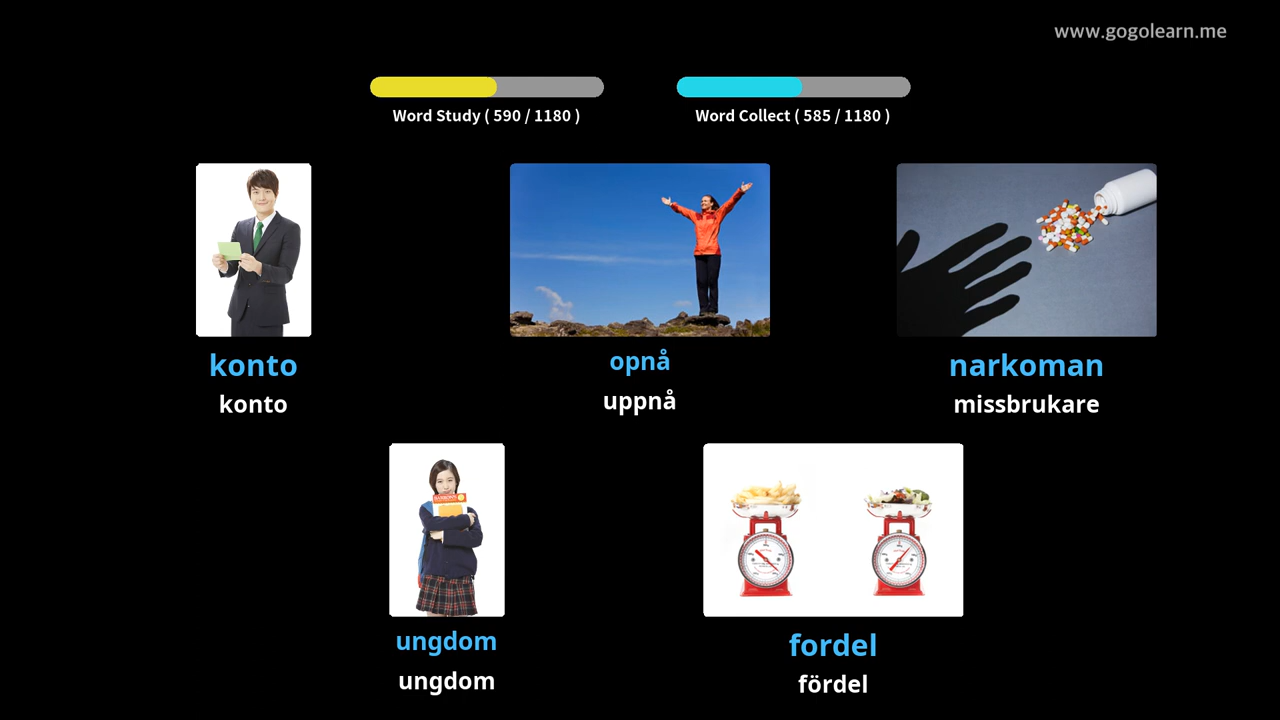 www.gogolearn.me
Word Study ( 590 / 1180 )
Word Collect ( 585 / 1180 )
konto
konto
opnå
uppnå
narkoman
missbrukare
ungdom
ungdom
fordel
fördel